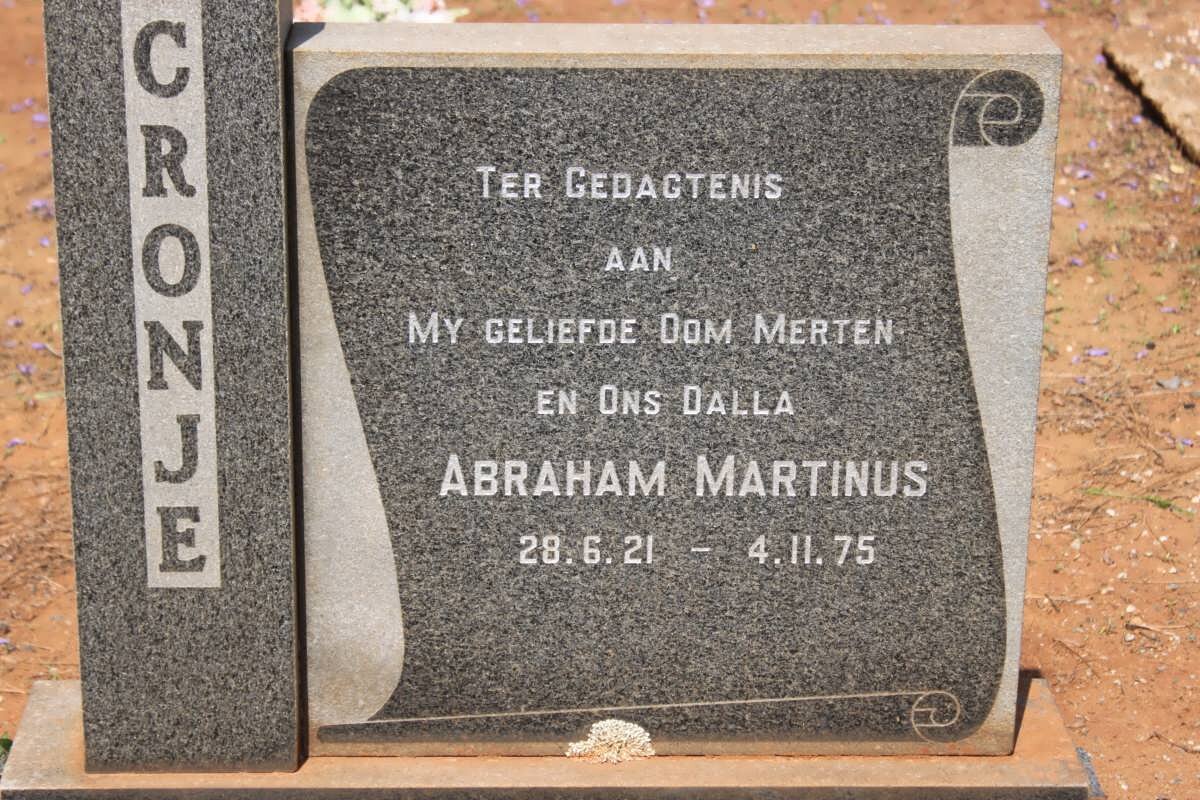 CRONJE
TER GEDAGTENIS
AAN
MY GELIEFDE OOM MERTEN
EN ONS DALLA
ABRAHAM MARTINUS
28.6.21 - 4.11.75